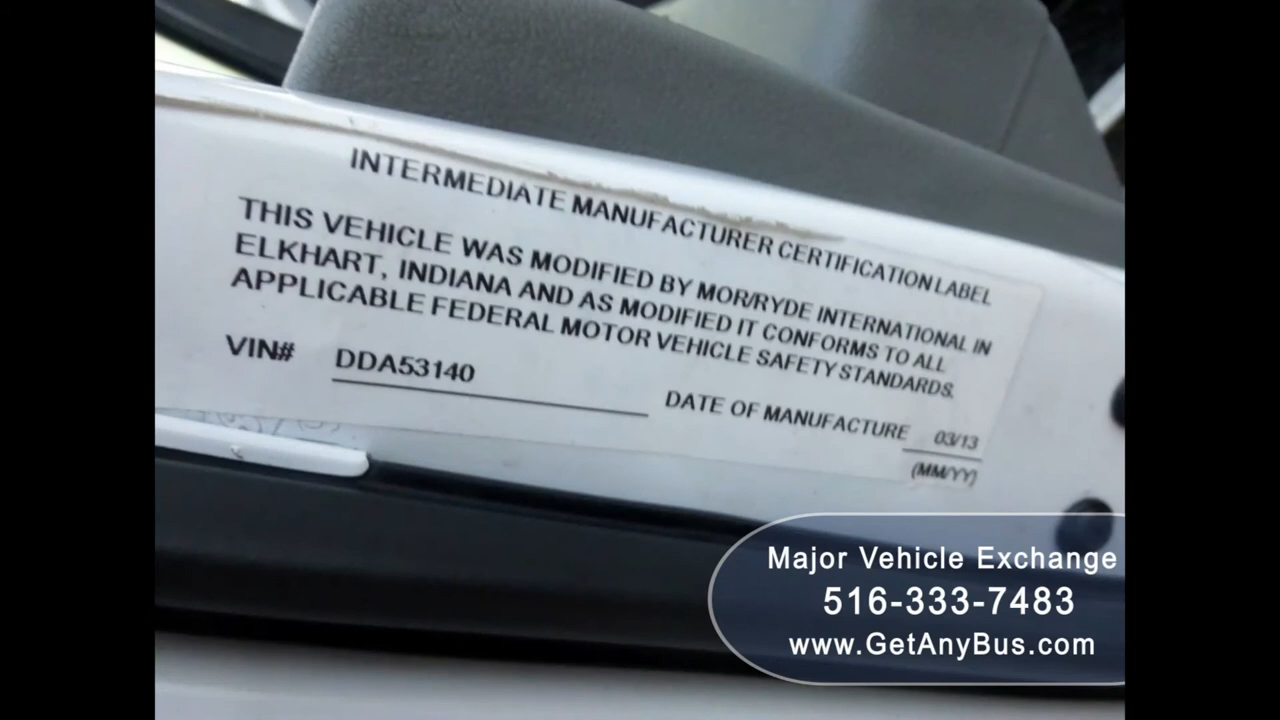 INTERMEDIATE MANUFACTURER CERTIFICATION LABEL
THIS VEHICLE WAS MODIFIED BY MOR/RYDE INTERNATIONAL IN
ELKHART, INDIANA AND AS MODIFIED IT CONFORMS TO ALL
APPLICABLE FEDERAL MOTOR VEHICLE SAFETY STANDARDS.
VIN# DDA53140 DATE OF MANUFACTURE 03/13
(MM/YY)
Major Vehicle Exchange
516-333-7483
www.GetAnyBus.com